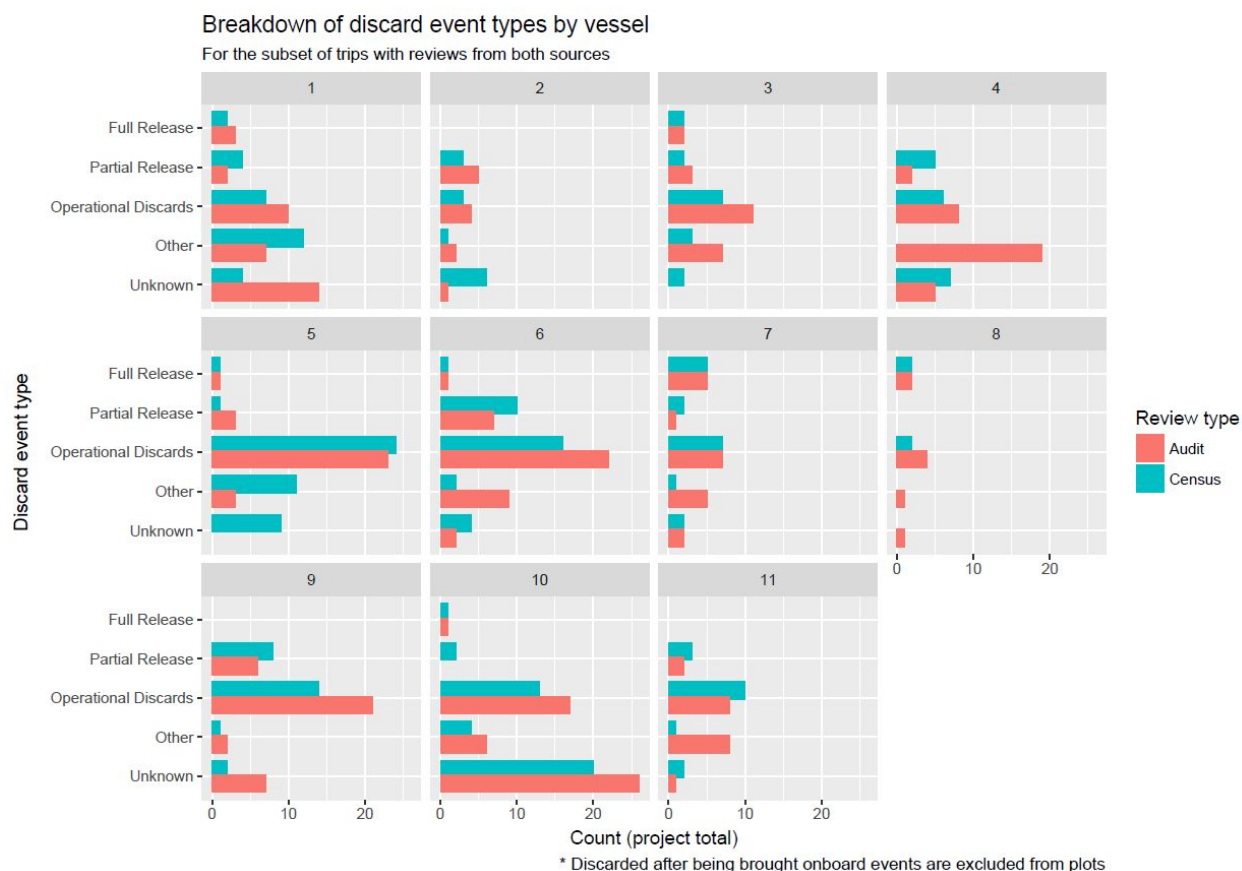 Breakdown of discard event types by vessel
For the subset of trips with reviews from both sources
1 2 3 4
Full Release
Partial Release
Operational Discards
Other
Unknown
5 6 7 8
Full Release
Partial Release
Operational Discards
Other
Unknown
0 10 20
9 10 11
Full Release
Partial Release
Operational Discards
Other
Unknown
0 10 20 0 10 20 0 10 20
Discard event type
Count (project total)
* Discarded after being brought onboard events are excluded from plots
Review type
Audit
Census